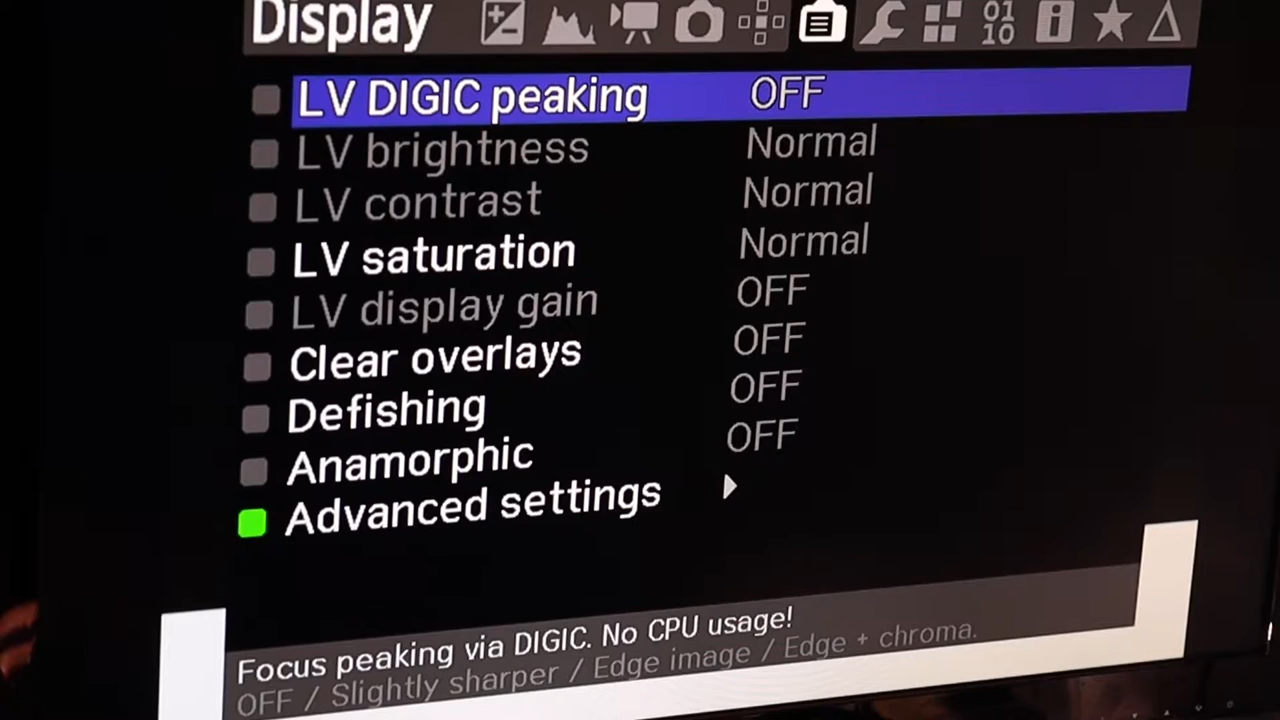 Display
LV DIGIC peaking OFF
LV brightness Normal
LV contrast Normal
LV saturation Normal
LV display gain OFF
Clear overlays OFF
Defishing OFF
Anamorphic OFF
Advanced settings
Focus peaking via DIGIC. No CPU usage!
OFF / Slightly sharper / Edge image / Edge + chroma.